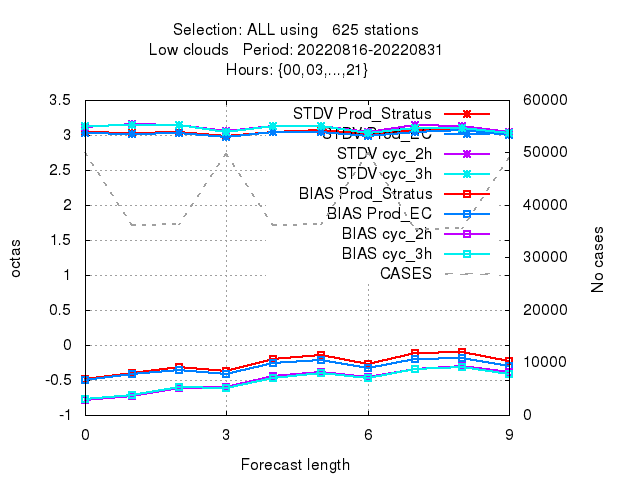 Selection: ALL using 625 stations
Low clouds Period: 20220816-20220831
Hours: {00,03,...,21}
3.5
3
2.5
2
1.5
1
0.5
0
-0.5
-1
octas
STDV Prod_Stratus
STDV Prod_EC
STDV cyc_2h
STDV cyc_3h
BIAS Prod_Stratus
BIAS Prod_EC
BIAS cyc_2h
BIAS cyc_3h
CASES
60000
50000
40000
30000
20000
10000
0
No cases
0 3 6 9
Forecast length